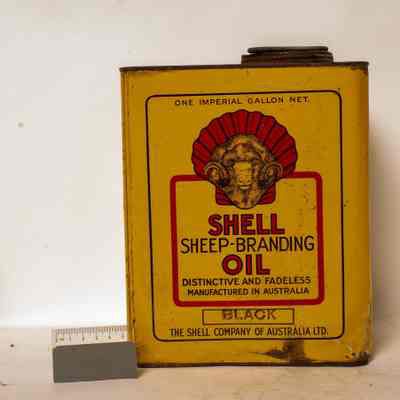 ONE IMPERIAL GALLON NET.
SHELL
SHEEP-BRANDING
OIL
DISTINCTIVE AND FADELESS
MANUFACTURED IN AUSTRALIA
BLACK
THE SHELL COMPANY OF AUSTRALIA LTD.